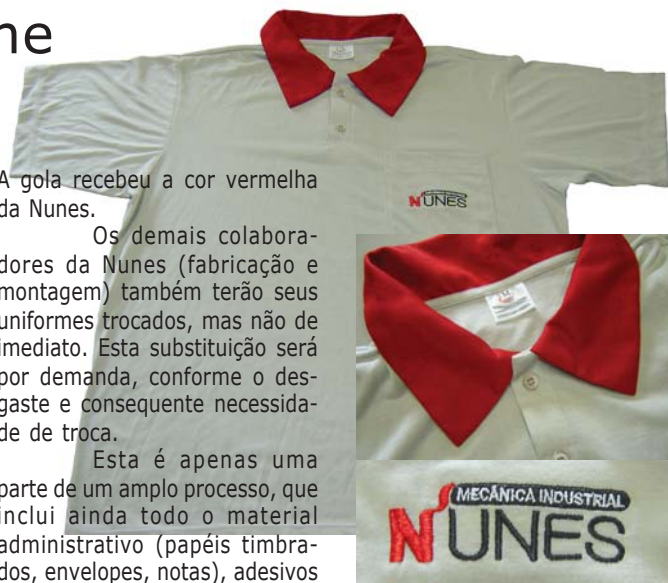 ne
A gola recebeu a cor vermelha
da Nunes.
Os demais colabora-
dores da Nunes (fabricação e
montagem) também terão seus
uniformes trocados, mas não de
imediato. Esta substituição será
por demanda, conforme o des-
gaste e consequente necessida-
de de troca.
Esta é apenas uma
parte de um amplo processo, que
inclui ainda todo o material
administrativo (papéis timbra-
dos, envelopes, notas), adesivos
NUNES
MECÂNICA INDUSTRIAL
NUNES